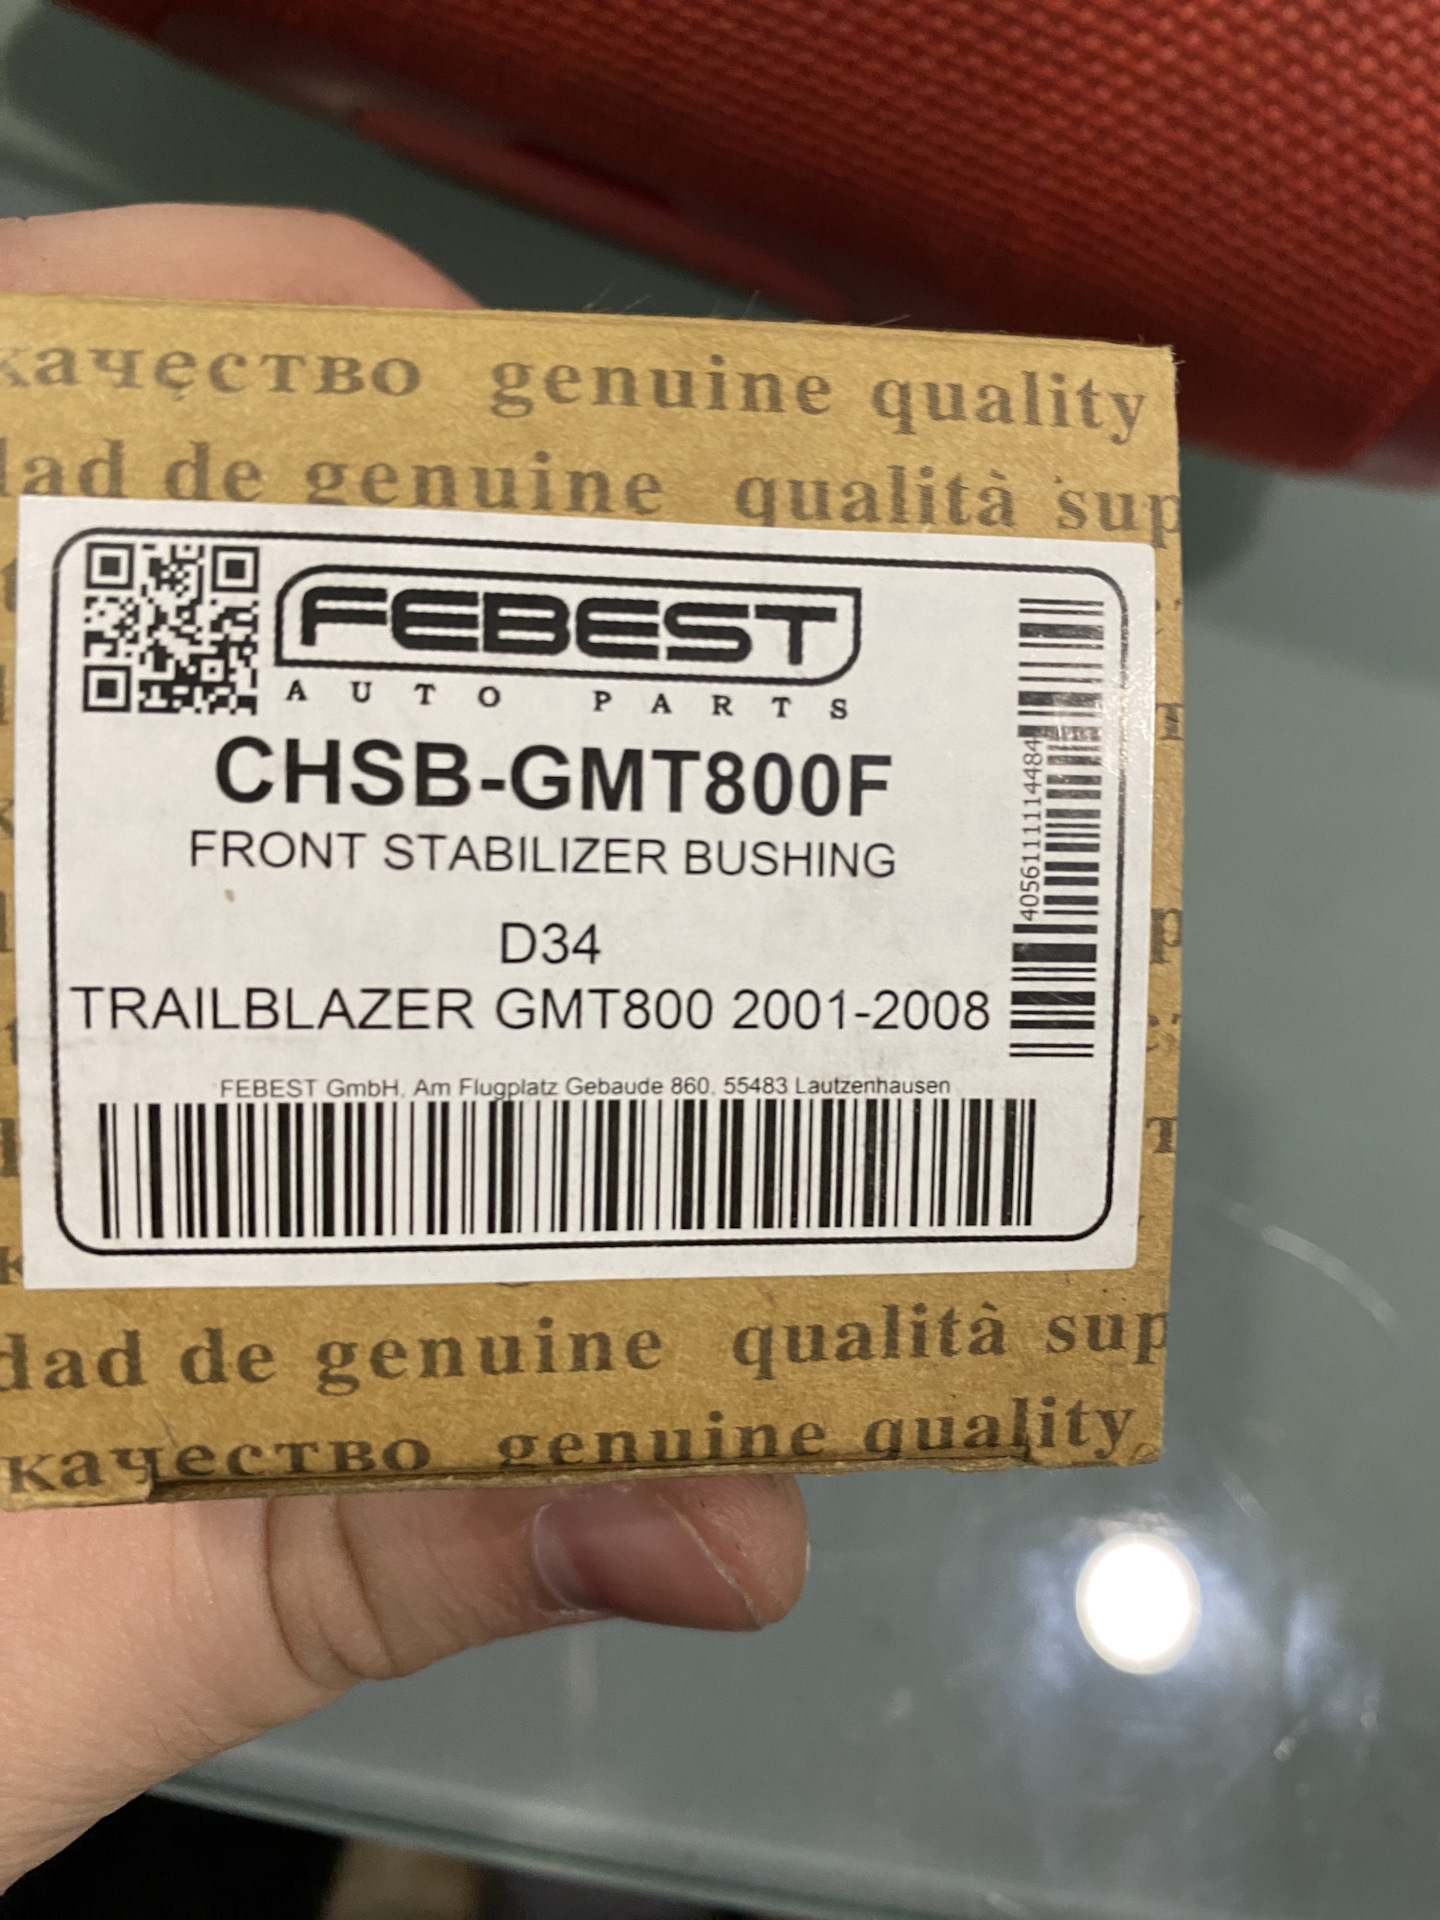 качество genuine quality
dad de genuine qualità sup
FEBEST
AUTO PARTS
CHSB-GMT800F
FRONT STABILIZER BUSHING
D34
TRAILBLAZER GMT800 2001-2008
4056111114484
FEBEST GmbH, Am Flugplatz Gebaude 860, 55483 Lautzenhausen
dad de genuine qualità sup
качество genuine quality